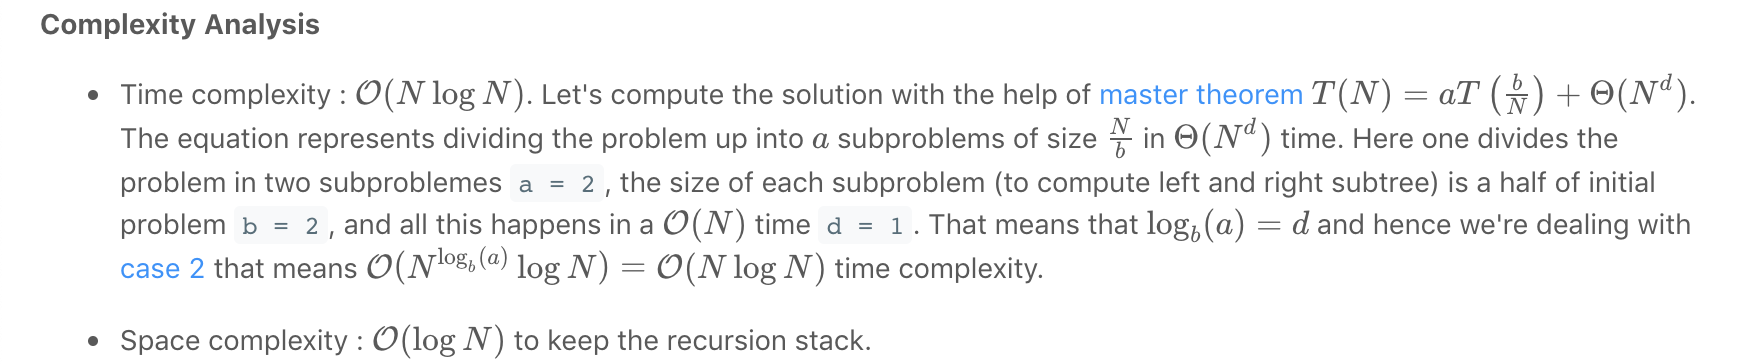 Complexity Analysis
• Time complexity : $\mathcal{O}(N \log N)$. Let's compute the solution with the help of master theorem $T(N) = aT\left(\frac{b}{N}\right) + \Theta(N^d)$.
The equation represents dividing the problem up into $a$ subproblems of size $\frac{N}{b}$ in $\Theta(N^d)$ time. Here one divides the
problem in two subproblemes a = 2 , the size of each subproblem (to compute left and right subtree) is a half of initial
problem b = 2 , and all this happens in a $\mathcal{O}(N)$ time d = 1 . That means that $\log_b(a) = d$ and hence we're dealing with
case 2 that means $\mathcal{O}(N^{\log_b(a)} \log N) = \mathcal{O}(N \log N)$ time complexity.
• Space complexity : $\mathcal{O}(\log N)$ to keep the recursion stack.